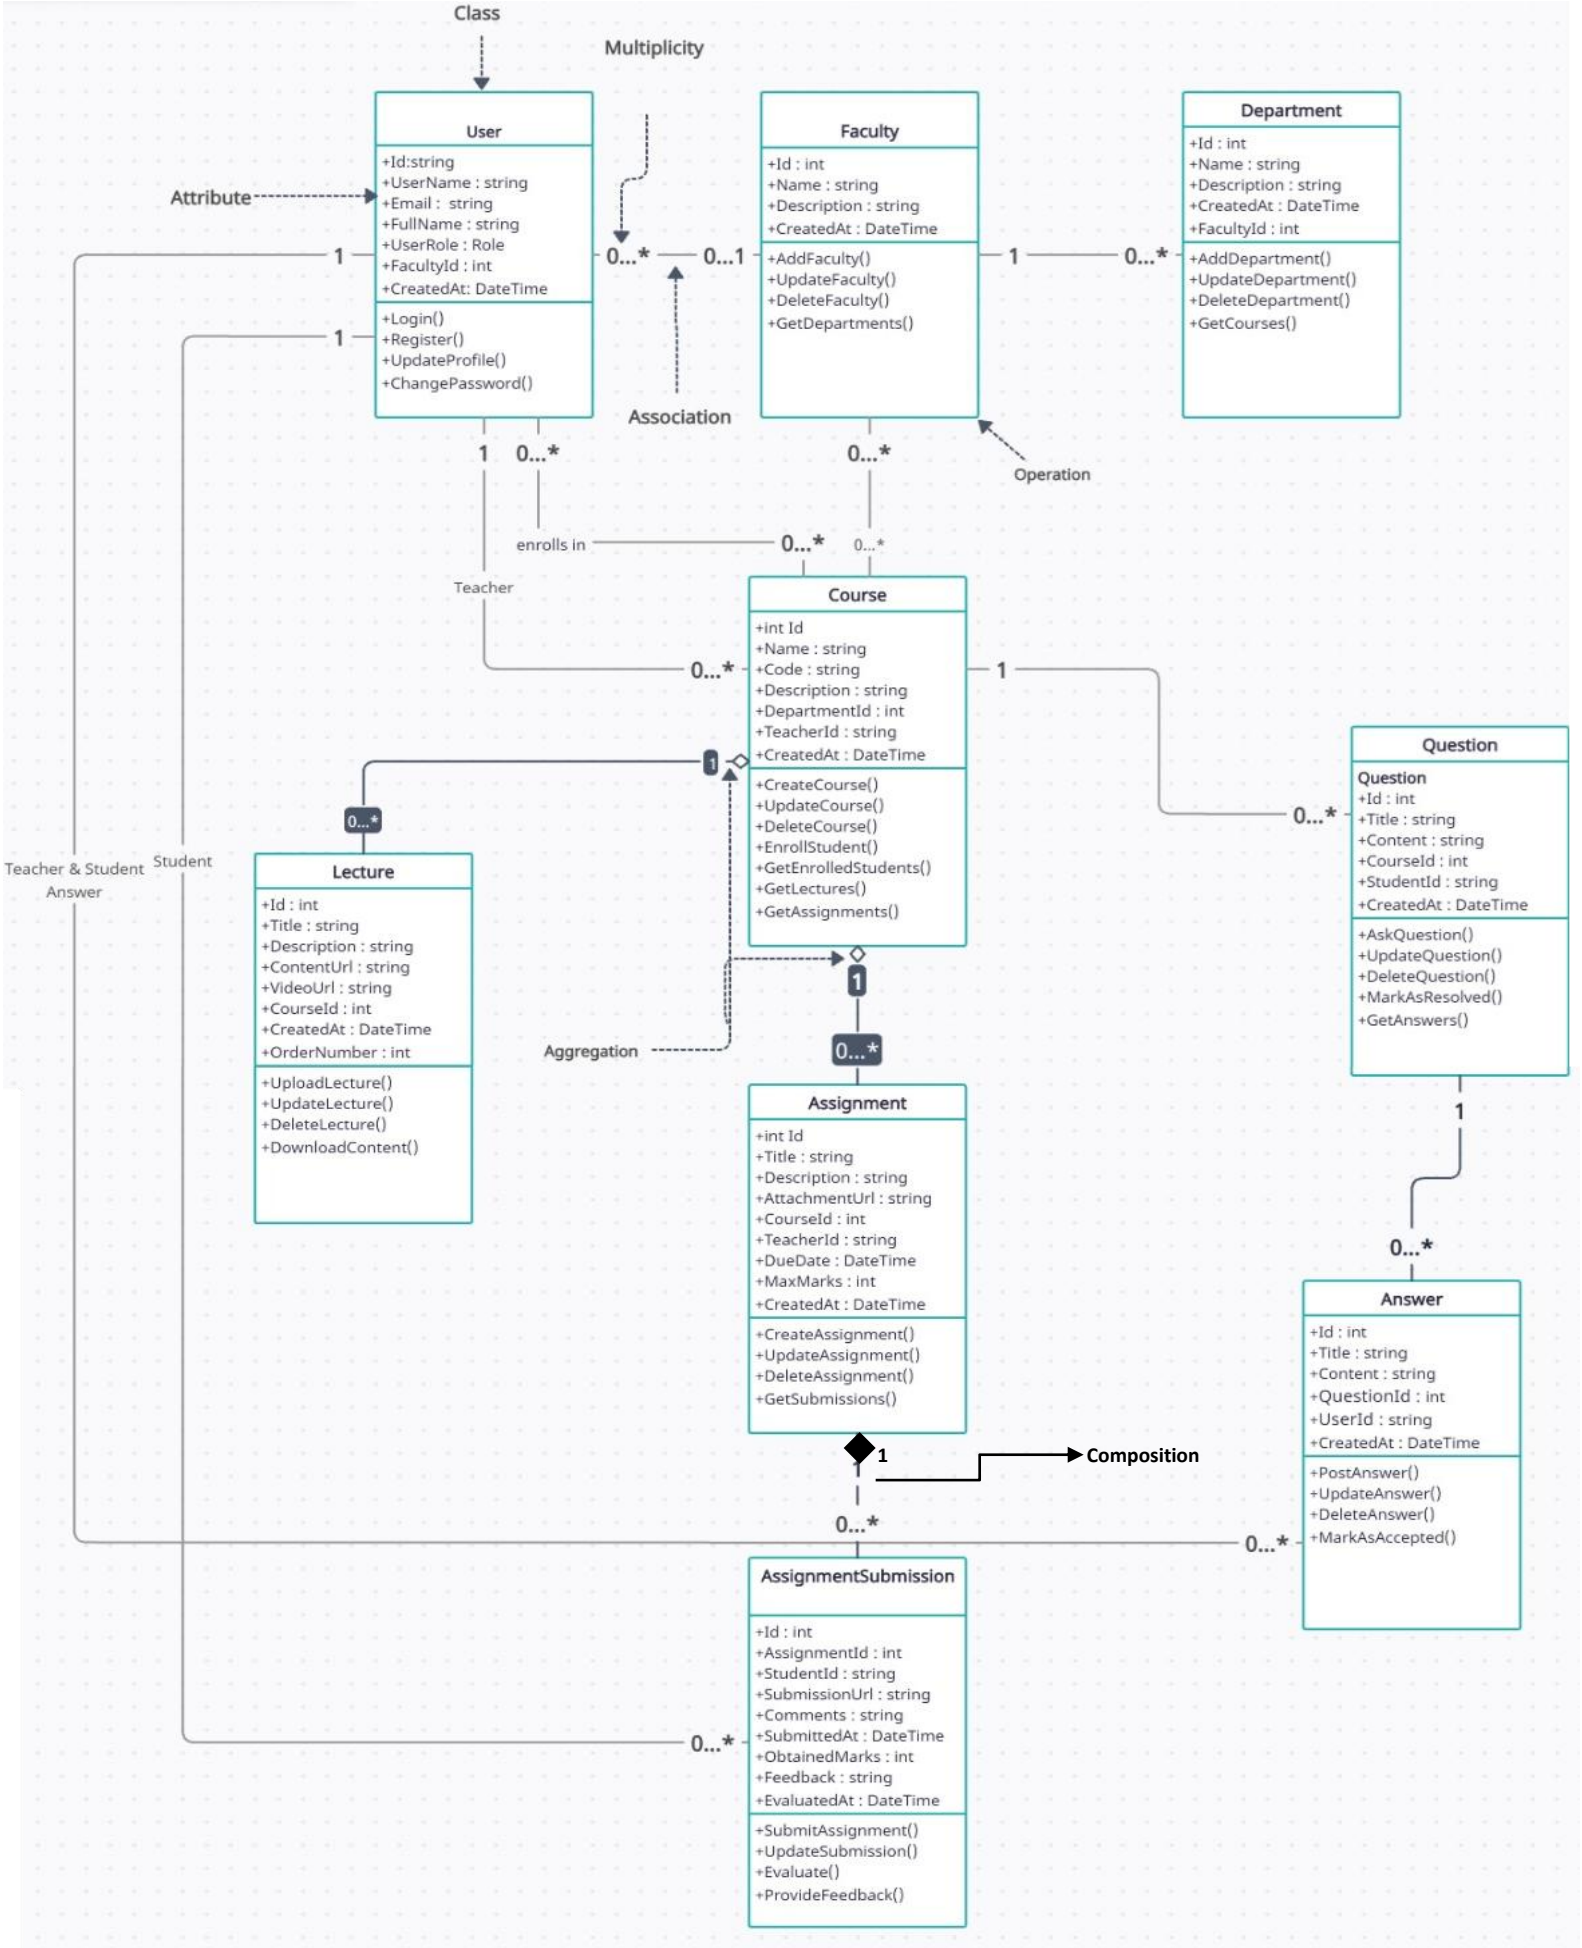 Class
Multiplicity
Attribute
User
+Id:string
+UserName : string
+Email :  string
+FullName : string
+UserRole : Role
+FacultyId : int
+CreatedAt: DateTime
+Login()
+Register()
+UpdateProfile()
+ChangePassword()
0...*
0...1
Association
Faculty
+Id : int
+Name : string
+Description : string
+CreatedAt : DateTime
+AddFaculty()
+UpdateFaculty()
+DeleteFaculty()
+GetDepartments()
1
0...*
Operation
Department
+Id : int
+Name : string
+Description : string
+CreatedAt : DateTime
+FacultyId : int
+AddDepartment()
+UpdateDepartment()
+DeleteDepartment()
+GetCourses()
1
1
1
0...*
0...*
enrolls in
0...*
0...*
Teacher
0...*
Course
+int Id
+Name : string
+Code : string
+Description : string
+DepartmentId : int
+TeacherId : string
+CreatedAt : DateTime
+CreateCourse()
+UpdateCourse()
+DeleteCourse()
+EnrollStudent()
+GetEnrolledStudents()
+GetLectures()
+GetAssignments()
1
0...*
Question
Question
+Id : int
+Title : string
+Content : string
+CourseId : int
+StudentId : string
+CreatedAt : DateTime
+AskQuestion()
+UpdateQuestion()
+DeleteQuestion()
+MarkAsResolved()
+GetAnswers()
1
0...*
Teacher & Student
Answer
Student
Lecture
+Id : int
+Title : string
+Description : string
+ContentUrl : string
+VideoUrl : string
+CourseId : int
+CreatedAt : DateTime
+OrderNumber : int
+UploadLecture()
+UpdateLecture()
+DeleteLecture()
+DownloadContent()
Aggregation
1
0...*
Assignment
+int Id
+Title : string
+Description : string
+AttachmentUrl : string
+CourseId : int
+TeacherId : string
+DueDate : DateTime
+MaxMarks : int
+CreatedAt : DateTime
+CreateAssignment()
+UpdateAssignment()
+DeleteAssignment()
+GetSubmissions()
1
0...*
Answer
+Id : int
+Title : string
+Content : string
+QuestionId : int
+UserId : string
+CreatedAt : DateTime
+PostAnswer()
+UpdateAnswer()
+DeleteAnswer()
+MarkAsAccepted()
1
Composition
0...*
0...*
AssignmentSubmission
+Id : int
+AssignmentId : int
+StudentId : string
+SubmissionUrl : string
+Comments : string
+SubmittedAt : DateTime
+ObtainedMarks : int
+Feedback : string
+EvaluatedAt : DateTime
+SubmitAssignment()
+UpdateSubmission()
+Evaluate()
+ProvideFeedback()
0...*